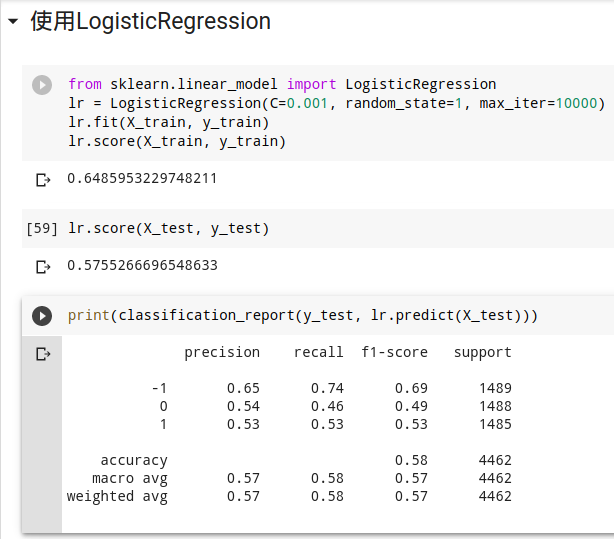 使用LogisticRegression
from sklearn.linear_model import LogisticRegression
lr = LogisticRegression(C=0.001, random_state=1, max_iter=10000)
lr.fit(X_train, y_train)
lr.score(X_train, y_train)
0.6485953229748211
[59] lr.score(X_test, y_test)
0.5755266696548633
print(classification_report(y_test, lr.predict(X_test)))
precision recall f1-score support
-1 0.65 0.74 0.69 1489
0 0.54 0.46 0.49 1488
1 0.53 0.53 0.53 1485
accuracy 0.58 4462
macro avg 0.57 0.58 0.57 4462
weighted avg 0.57 0.58 0.57 4462